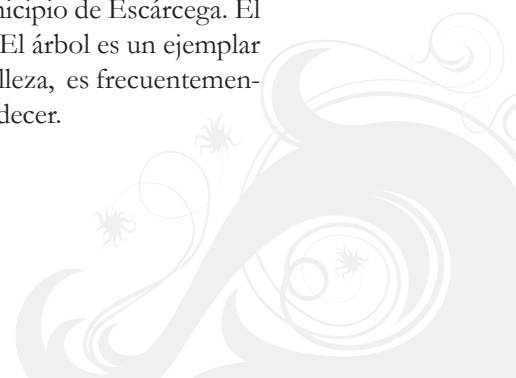 nicipio de Escárcega. El
El árbol es un ejemplar
lleza, es frecuentemen-
decer.